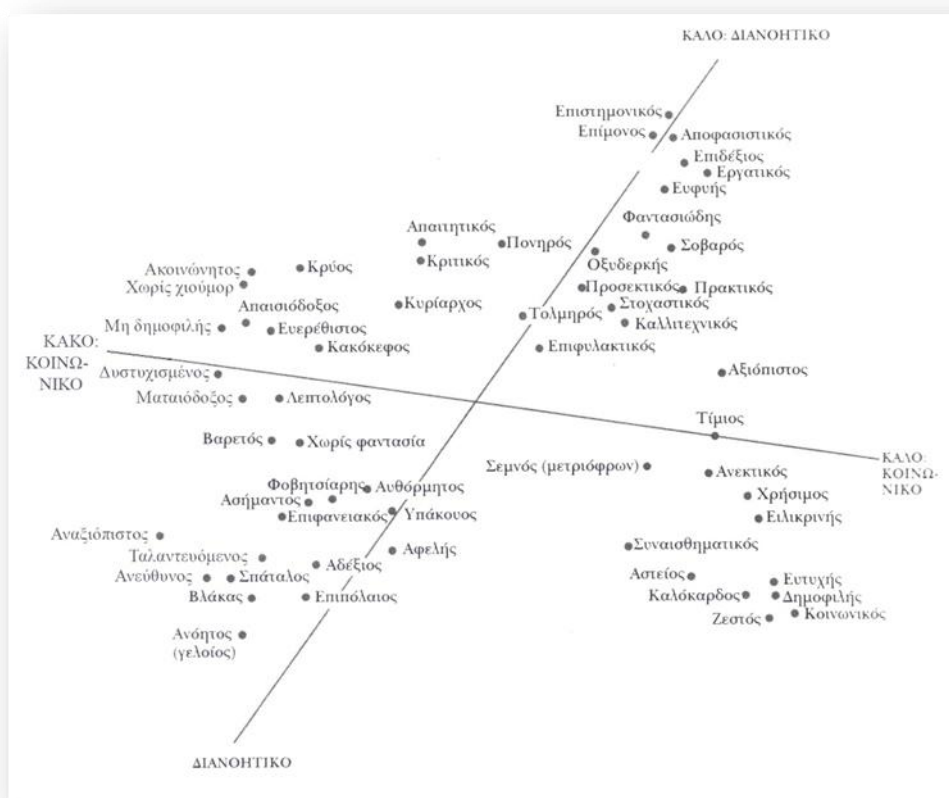 ΚΑΛΟ: ΔΙΑΝΟΗΤΙΚΟ
Επιστημονικός
Επίμονος
Αποφασιστικός
Επιδέξιος
Εργατικός
Ευφυής
Φαντασιώδης
Απαιτητικός
Πονηρός
Σοβαρός
Κριτικός
Οξυδερκής
Ακοινώνητος
Κρύος
Χωρίς χιούμορ
Προσεκτικός
Πρακτικός
Απαισιόδοξος
Κυρίαρχος
Στοχαστικός
Τολμηρός
Καλλιτεχνικός
Μη δημοφιλής
Ευερέθιστος
Κακόκεφος
Επιφυλακτικός
ΚΑΚΟ:
ΚΟΙΝΩ-
ΝΙΚΟ
Δυστυχισμένος
Αξιόπιστος
Ματαιόδοξος
Λεπτολόγος
Τίμιος
Βαρετός
Χωρίς φαντασία
ΚΑΛΟ:
ΚΟΙΝΩ-
ΝΙΚΟ
Σεμνός (μετριόφρων)
Ανεκτικός
Φοβητσίαρης
Αυθόρμητος
Χρήσιμος
Ασήμαντος
Επιφανειακός
Υπάκουος
Ειλικρινής
Αναξιόπιστος
Συναισθηματικός
Αφελής
Ταλαντευόμενος
Αδέξιος
Ανεύθυνος
Σπάταλος
Αστείος
Ευτυχής
Βλάκας
Επιπόλαιος
Καλόκαρδος
Δημοφιλής
Ζεστός
Κοινωνικός
Ανόητος
(γελοίος)
ΔΙΑΝΟΗΤΙΚΟ